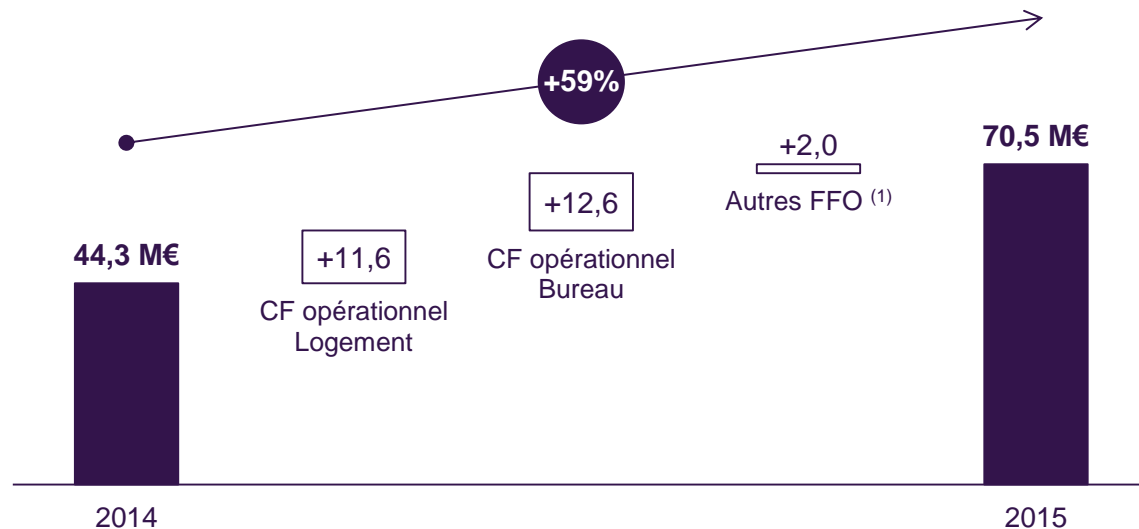 +59%
44,3 M€
+11,6
CF opérationnel
Logement
+12,6
CF opérationnel
Bureau
+2,0
Autres FFO (1)
70,5 M€
2014
2015